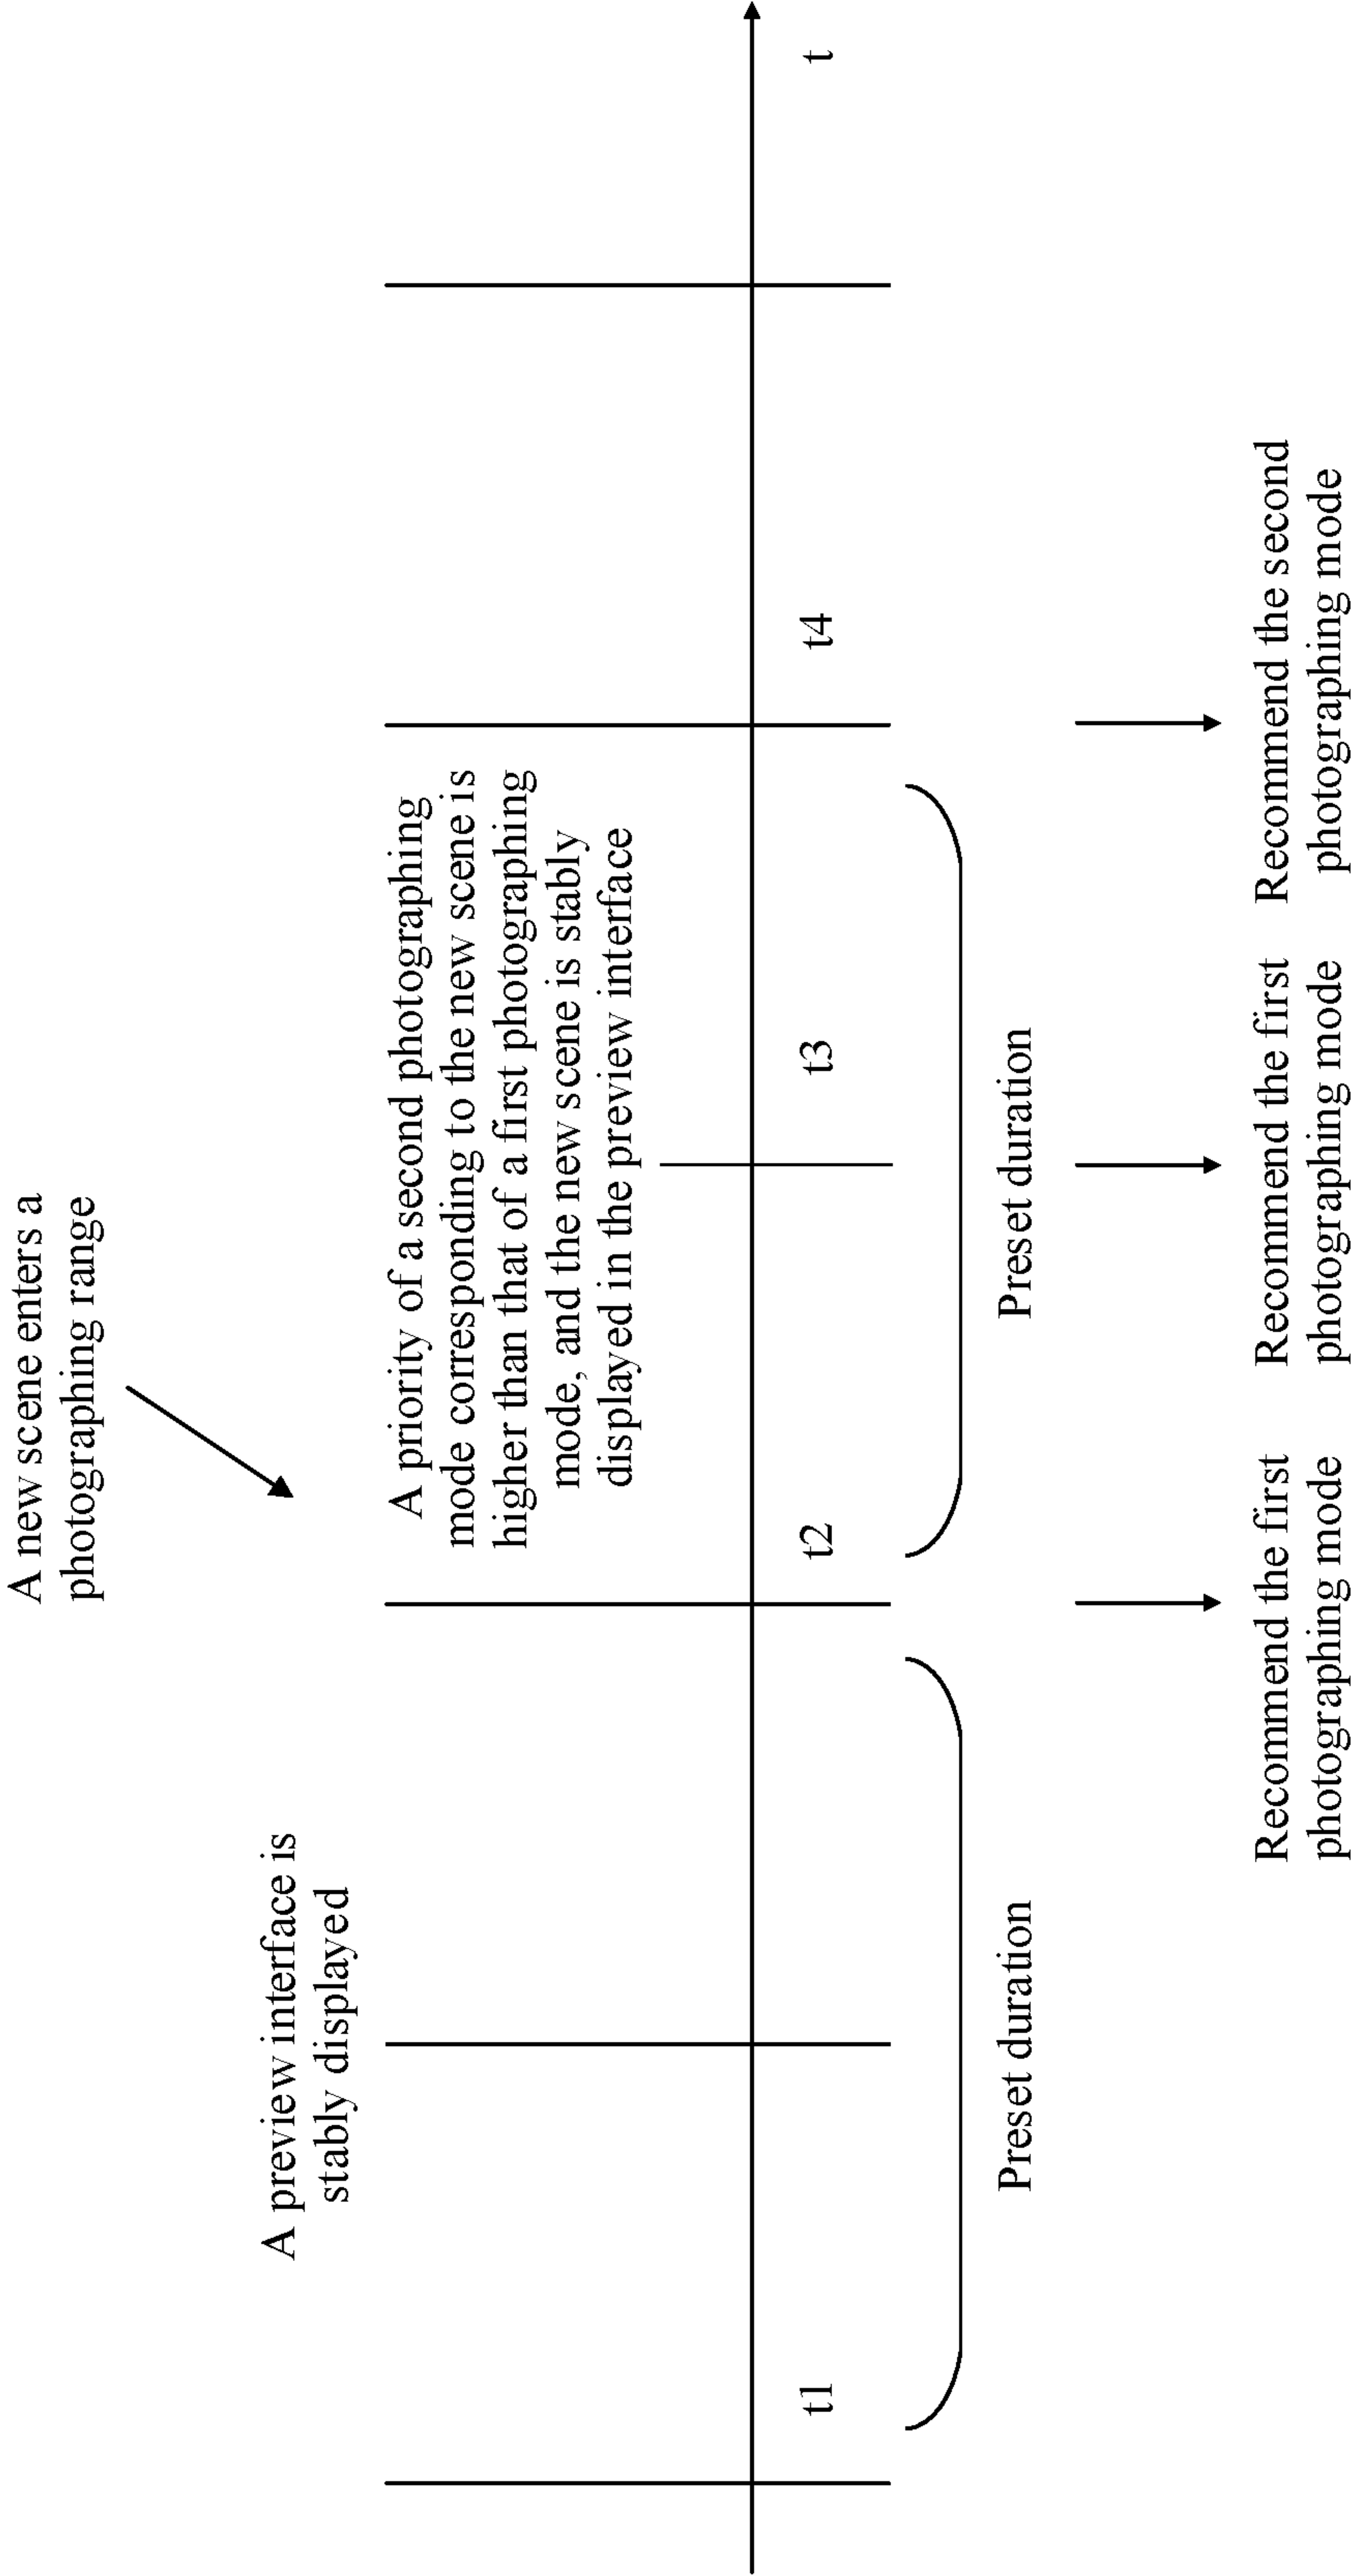 A new scene enters a
photographing range
A preview interface is
stably displayed
A priority of a second photographing
mode corresponding to the new scene is
higher than that of a first photographing
mode, and the new scene is stably
displayed in the preview interface
t1
t2
t3
t4
t
Preset duration
Preset duration
Recommend the first
photographing mode
Recommend the first
photographing mode
Recommend the second
photographing mode